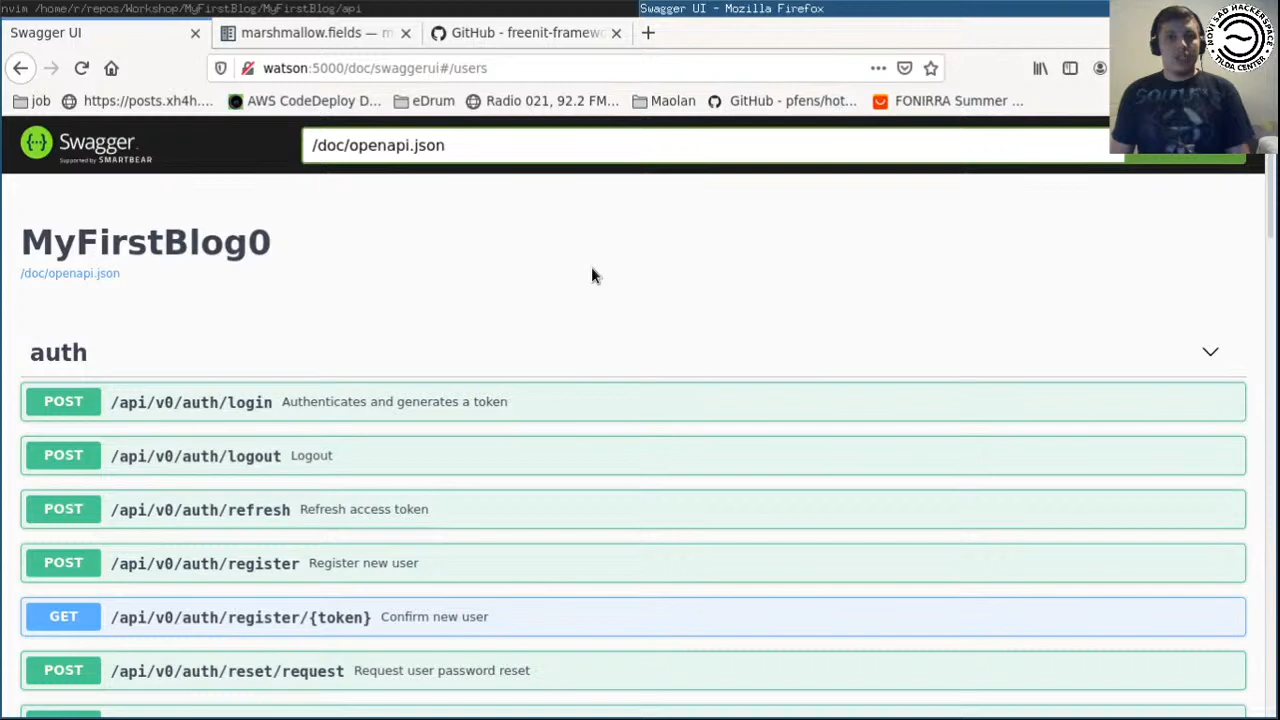 nvim /home/r/repos/Workshop/MyFirstBlog/MyFirstBlog/api
Swagger UI - Mozilla Firefox
Swagger UI
marshmallow.fields — m
GitHub - freenit-framew
watson:5000/doc/swaggerui#/users
job
https://posts.xh4h....
AWS CodeDeploy D...
eDrum
Radio 021, 92.2 FM...
Maolan
GitHub - pfens/hot...
FONIRRA Summer ...
NOVI SAD HACKERSPACE
TILDA CENTER
Swagger
Supported by SMARTBEAR
/doc/openapi.json
MyFirstBlog0
/doc/openapi.json
auth
POST /api/v0/auth/login Authenticates and generates a token
POST /api/v0/auth/logout Logout
POST /api/v0/auth/refresh Refresh access token
POST /api/v0/auth/register Register new user
GET /api/v0/auth/register/{token} Confirm new user
POST /api/v0/auth/reset/request Request user password reset